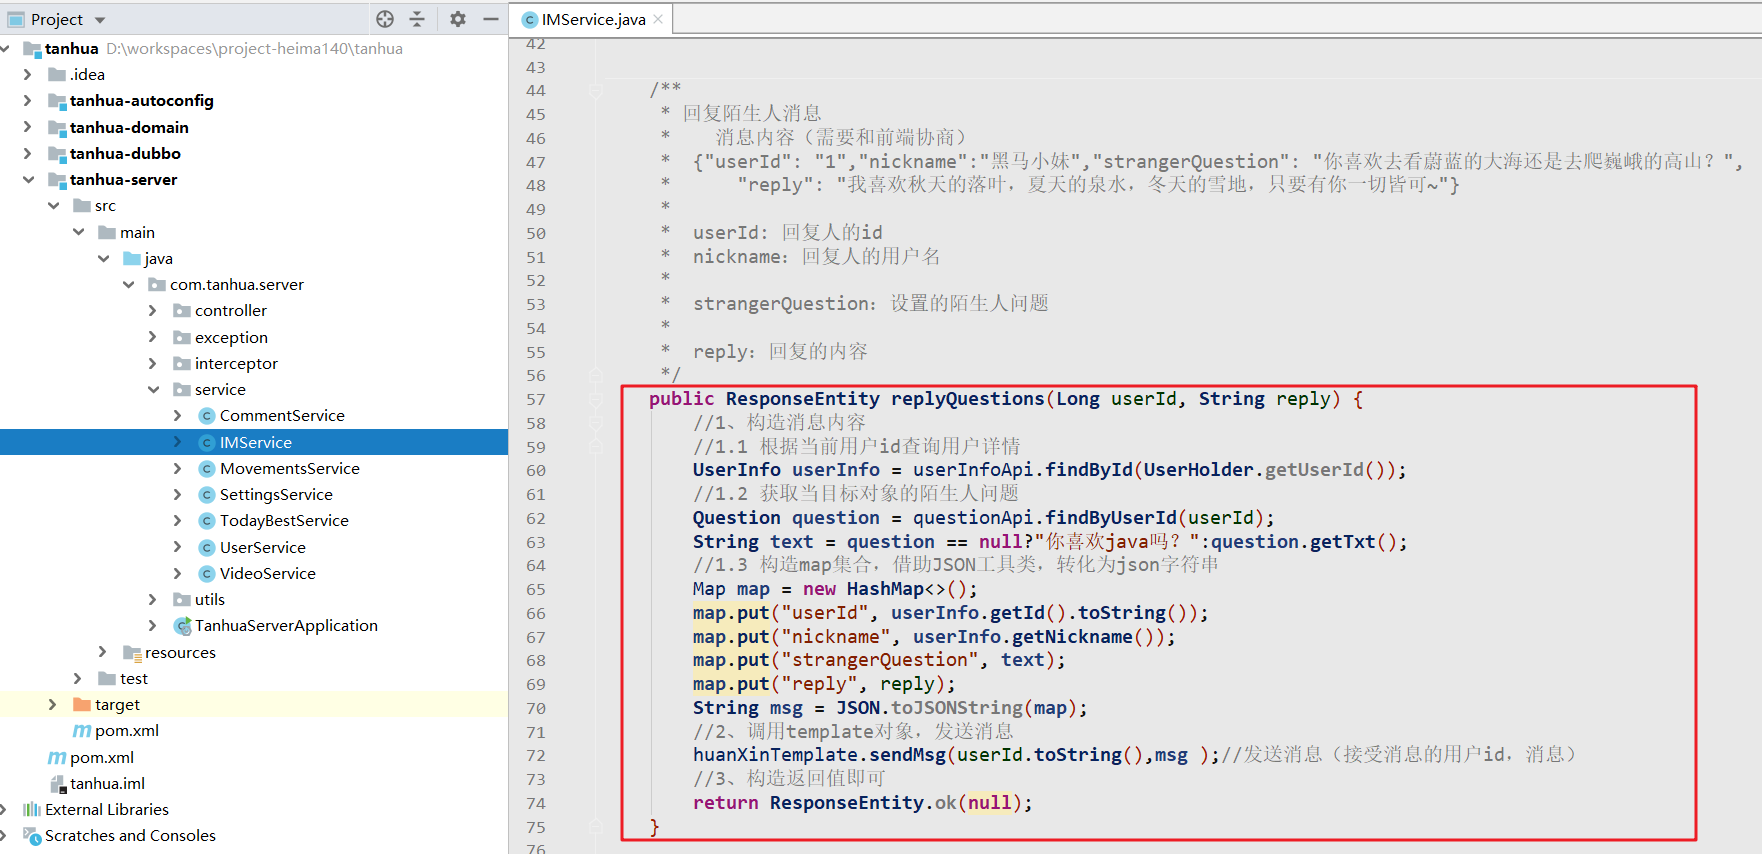 Project
tanhua D:\workspaces\project-heima140\tanhua
.idea
tanhua-autoconfig
tanhua-domain
tanhua-dubbo
tanhua-server
src
main
java
com.tanhua.server
controller
exception
interceptor
service
CommentService
IMService
MovementsService
SettingsService
TodayBestService
UserService
VideoService
utils
TanhuaServerApplication
resources
test
target
pom.xml
pom.xml
tanhua.iml
External Libraries
Scratches and Consoles
IMService.java
42
43
44 /**
45 * 回复陌生人消息
46 * 消息内容（需要和前端协商）
47 * {"userId": "1","nickname":"黑马小妹","strangerQuestion": "你喜欢去看蔚蓝的大海还是去爬巍峨的高山？",
48 * "reply": "我喜欢秋天的落叶，夏天的泉水，冬天的雪地，只要有你一切皆可~"}
49 *
50 * userId: 回复人的id
51 * nickname: 回复人的用户名
52 *
53 * strangerQuestion: 设置的陌生人问题
54 *
55 * reply: 回复的内容
56 */
57 public ResponseEntity replyQuestions(Long userId, String reply) {
58 //1、构造消息内容
59 //1.1 根据当前用户id查询用户详情
60 UserInfo userInfo = userInfoApi.findById(UserHolder.getUserId());
61 //1.2 获取当目标对象的陌生人问题
62 Question question = questionApi.findByUserId(userId);
63 String text = question == null?"你喜欢java吗？":question.getTxt();
64 //1.3 构造map集合，借助JSON工具类，转化为json字符串
65 Map map = new HashMap<>();
66 map.put("userId", userInfo.getId().toString());
67 map.put("nickname", userInfo.getNickname());
68 map.put("strangerQuestion", text);
69 map.put("reply", reply);
70 String msg = JSON.toJSONString(map);
71 //2、调用template对象，发送消息
72 huanXinTemplate.sendMsg(userId.toString(),msg );//发送消息（接受消息的用户id，消息）
73 //3、构造返回值即可
74 return ResponseEntity.ok(null);
75 }
76